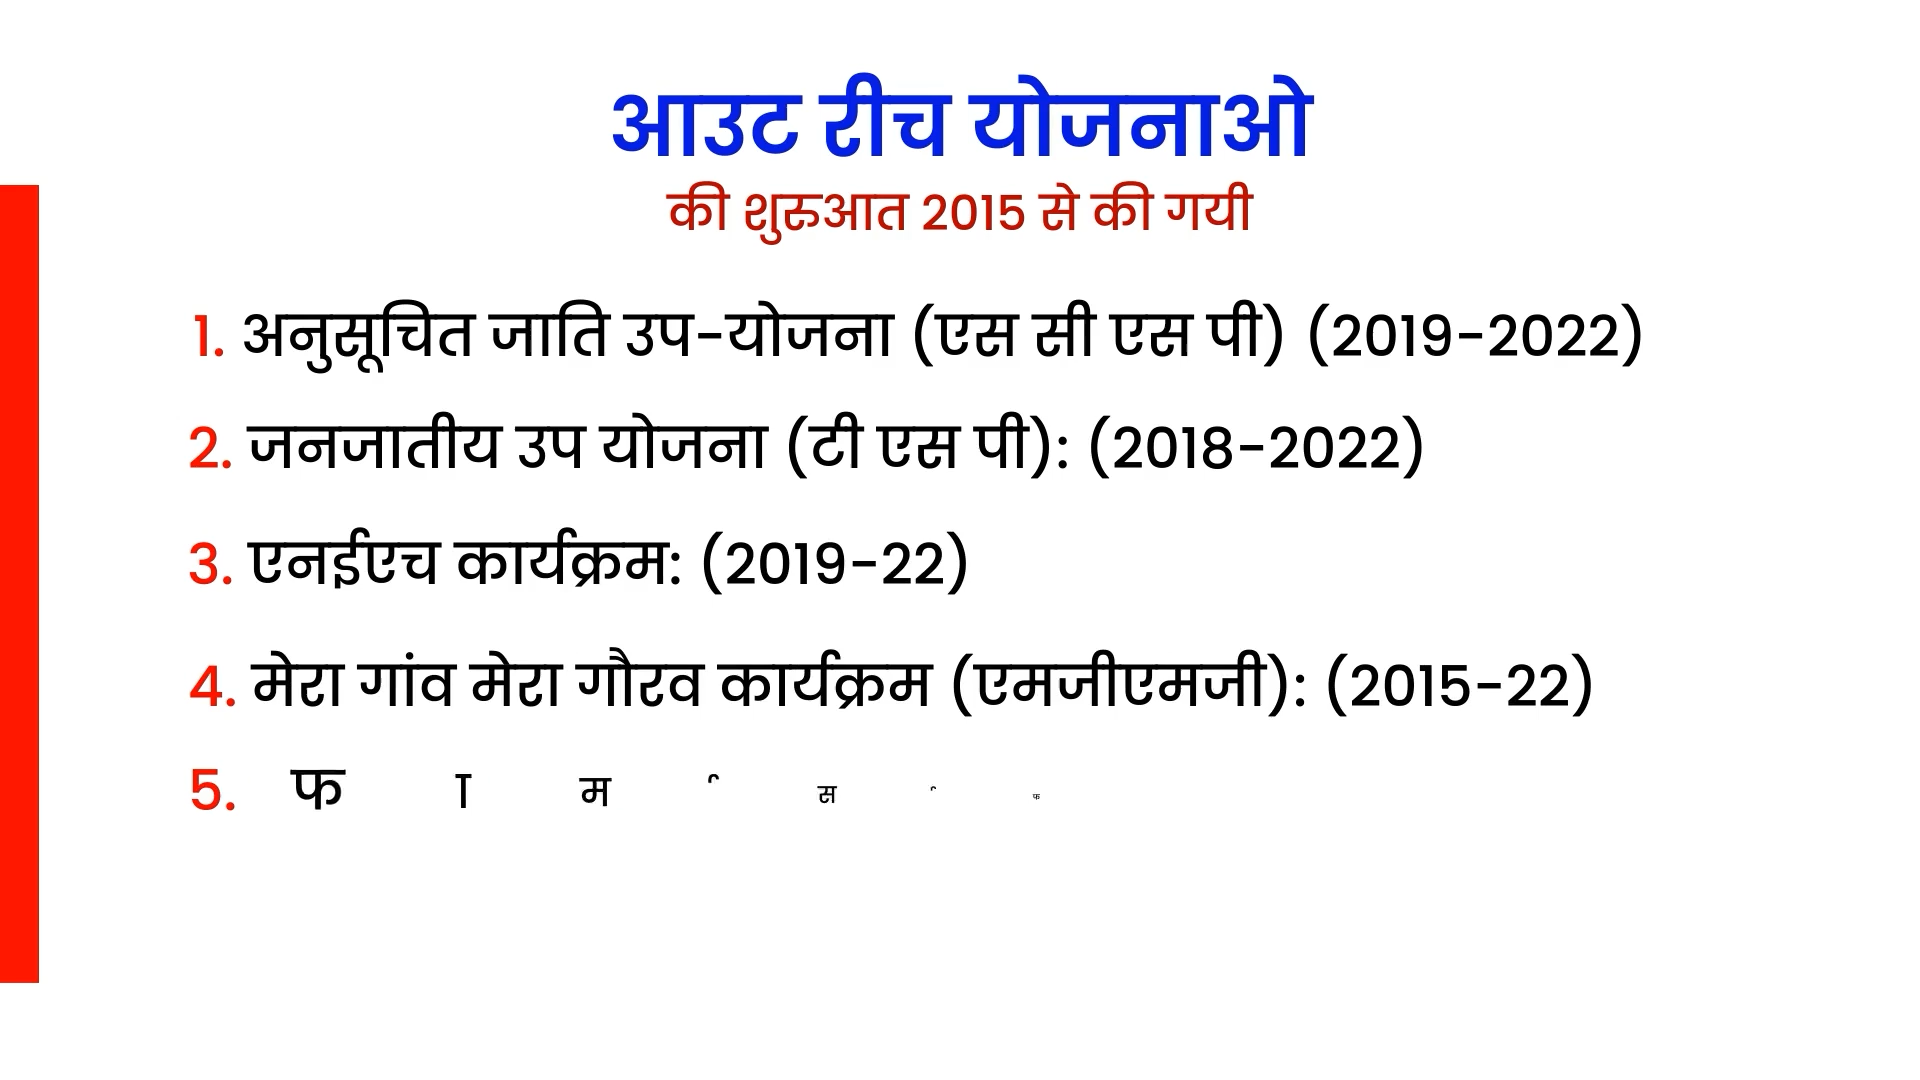 आउट रीच योजनाओ
की शुरुआत 2015 से की गयी
1. अनुसूचित जाति उप-योजना (एस सी एस पी) (2019-2022)
2. जनजातीय उप योजना (टी एस पी): (2018-2022)
3. एनईएच कार्यक्रम: (2019-22)
4. मेरा गांव मेरा गौरव कार्यक्रम (एमजीएमजी): (2015-22)
5.